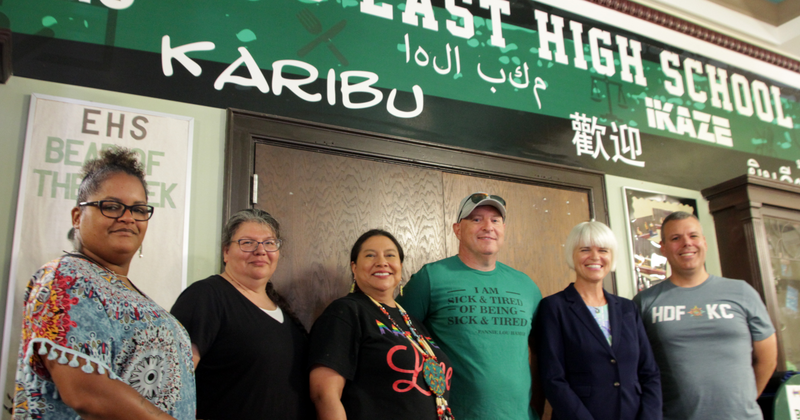 EAST HIGH SCHOOL
KARIBU
اهلا بكم
歡迎
IKAZE
EHS
BEAR OF
THE WEEK
I AM
SICK & TIRED
OF BEING
SICK & TIRED
HDF KC